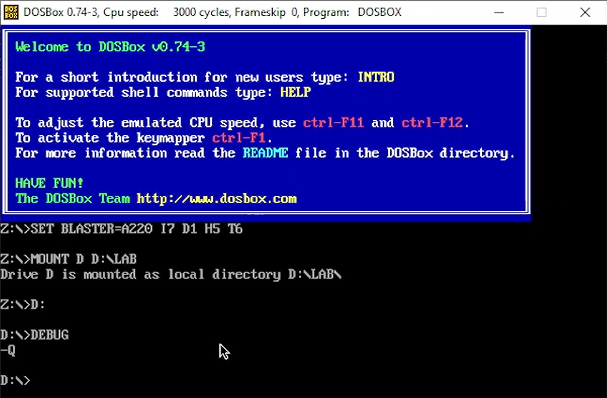 DOSBox 0.74-3, Cpu speed: 3000 cycles, Frameskip 0, Program: DOSBOX
Welcome to DOSBox v0.74-3
For a short introduction for new users type: INTRO
For supported shell commands type: HELP
To adjust the emulated CPU speed, use ctrl-F11 and ctrl-F12.
To activate the keymapper ctrl-F1.
For more information read the README file in the DOSBox directory.
HAVE FUN!
The DOSBox Team http://www.dosbox.com
Z:\>SET BLASTER=A220 I7 D1 H5 T6
Z:\>MOUNT D D:\LAB
Drive D is mounted as local directory D:\LAB\
Z:\>D:
D:\>DEBUG
-Q
D:\>